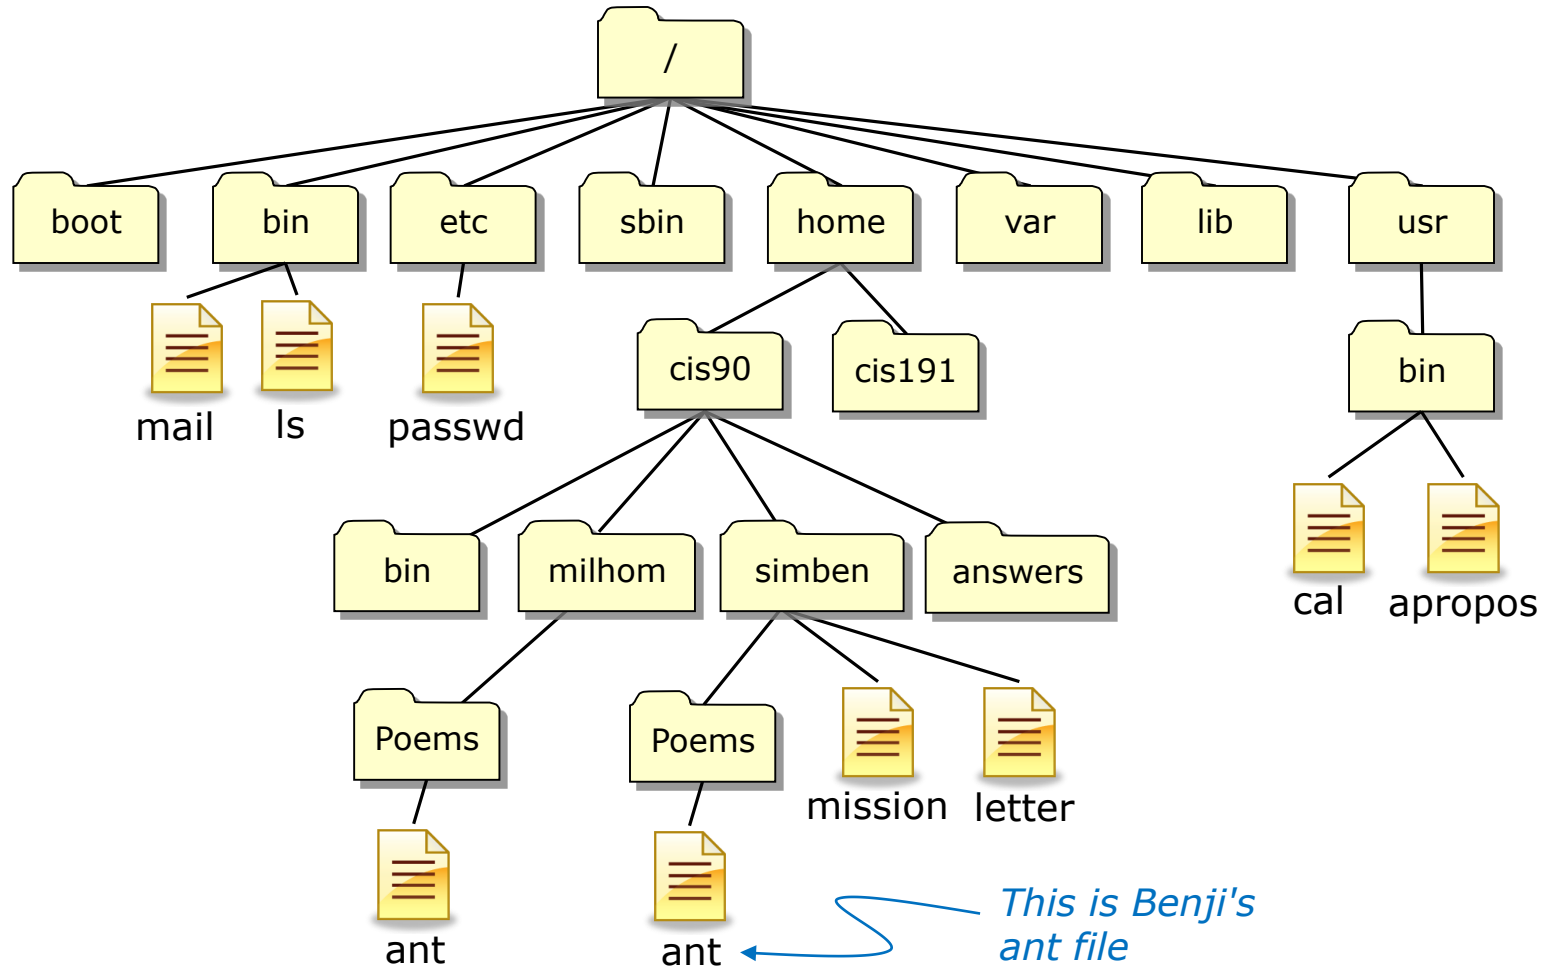 /
boot
bin
etc
sbin
home
var
lib
usr
mail
ls
passwd
cis90
cis191
bin
bin
milhom
simben
answers
cal
apropos
Poems
Poems
mission
letter
ant
ant
This is Benji's
ant file